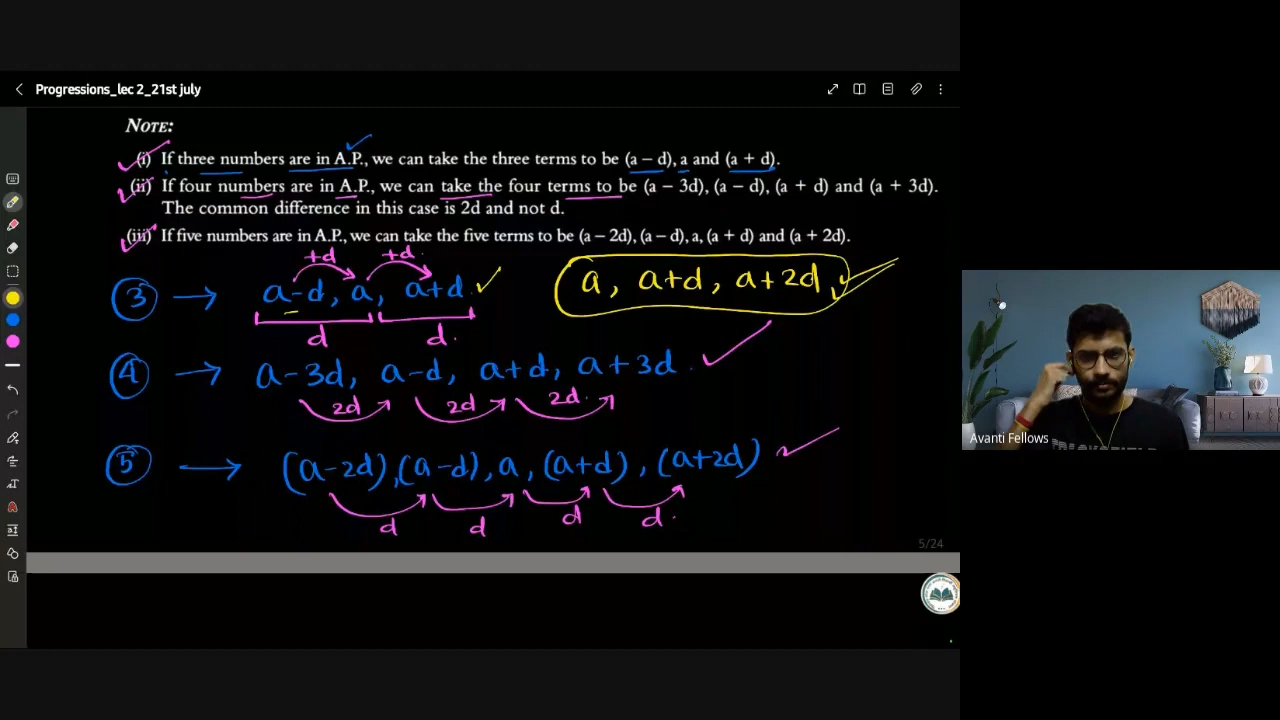 Progressions_lec 2_21st july
NOTE:
(i) If three numbers are in A.P., we can take the three terms to be (a – d), a and (a + d).
(ii) If four numbers are in A.P., we can take the four terms to be (a – 3d), (a – d), (a + d) and (a + 3d).
The common difference in this case is 2d and not d.
(iii) If five numbers are in A.P., we can take the five terms to be (a – 2d), (a – d), a, (a + d) and (a + 2d).
+d +d.
③ → a-d, a, a+d.
a, a+d, a+2d,
d d.
④ → a-3d, a-d, a+d, a+3d.
2d 2d 2d.
⑤ → (a-2d),(a-d), a, (a+d), (a+2d)
d d d d.
5/24
Avanti Fellows